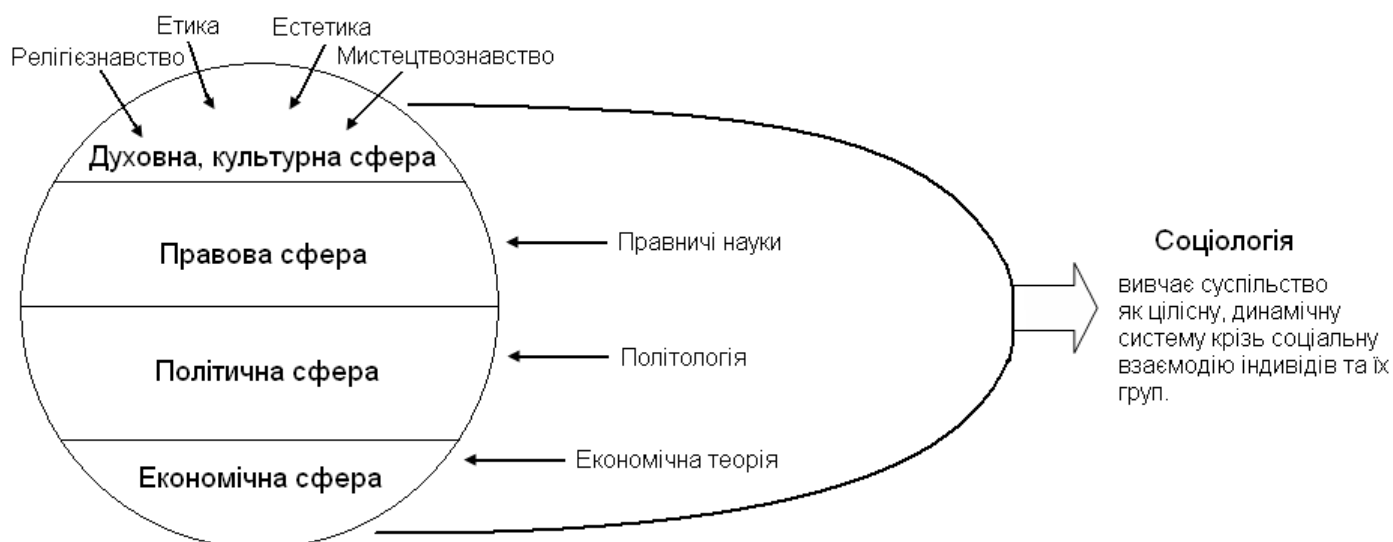 Етика
Естетика
Релігієзнавство
Мистецтвознавство
Духовна, культурна сфера
Правова сфера
Правничі науки
Політична сфера
Політологія
Економічна сфера
Економічна теорія
Соціологія
вивчає суспільство
як цілісну, динамічну
систему крізь соціальну
взаємодію індивідів та їх
груп.